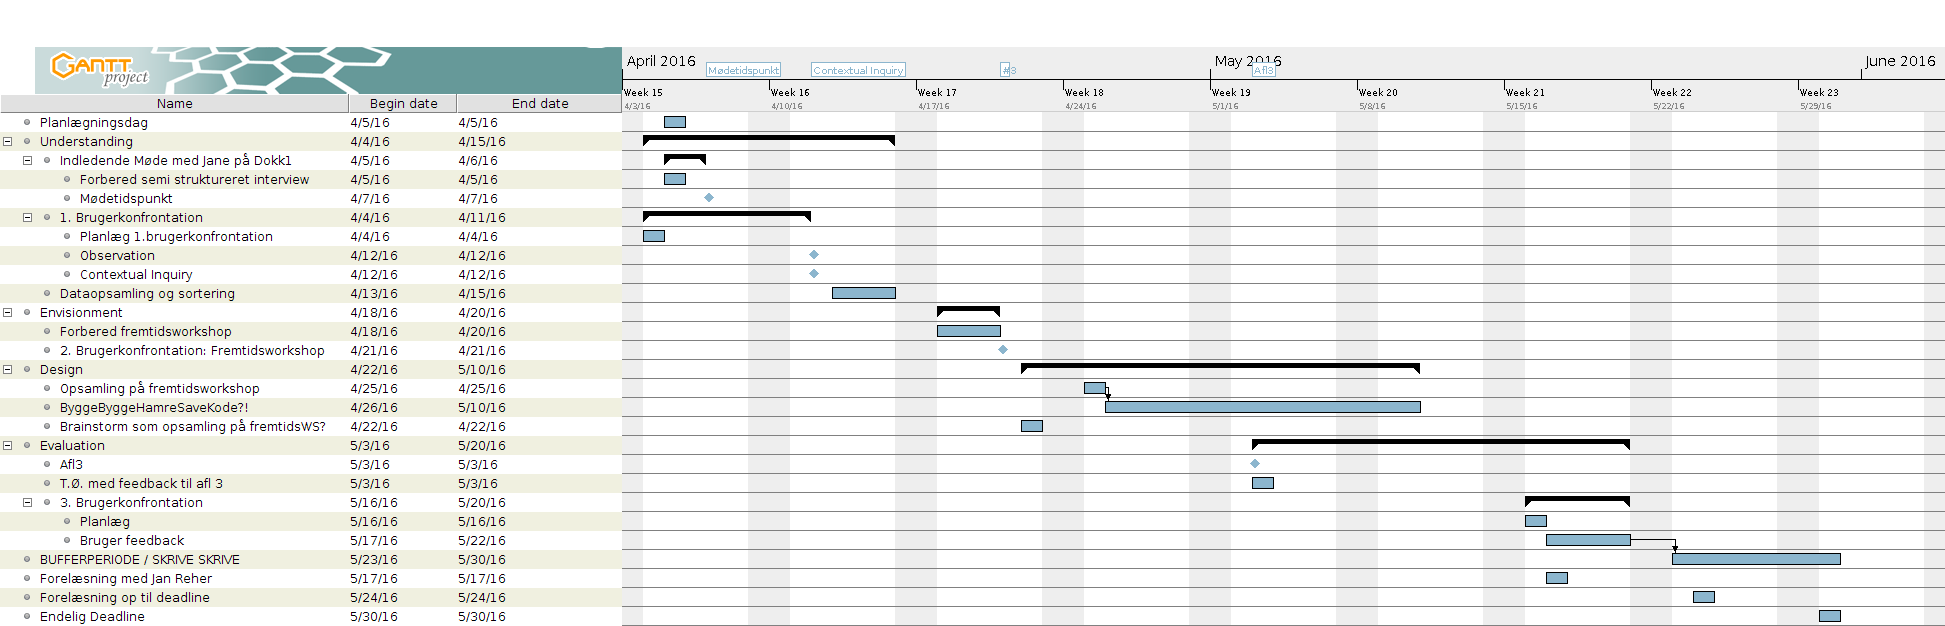 GANTT
project
April 2016
May 2016
June 2016
Mødetidspunkt
Contextual Inquiry
#3
Afl3
Name Begin date End date
Week 15 Week 16 Week 17 Week 18 Week 19 Week 20 Week 21 Week 22 Week 23
4/3/16 4/10/16 4/17/16 4/24/16 5/1/16 5/8/16 5/15/16 5/22/16 5/29/16
Planlægningsdag 4/5/16 4/5/16
Understanding 4/4/16 4/15/16
Indledende Møde med Jane på Dokk1 4/5/16 4/6/16
Forbered semi struktureret interview 4/5/16 4/5/16
Mødetidspunkt 4/7/16 4/7/16
1. Brugerkonfrontation 4/4/16 4/11/16
Planlæg 1.brugerkonfrontation 4/4/16 4/4/16
Observation 4/12/16 4/12/16
Contextual Inquiry 4/12/16 4/12/16
Dataopsamling og sortering 4/13/16 4/15/16
Envisionment 4/18/16 4/20/16
Forbered fremtidsworkshop 4/18/16 4/20/16
2. Brugerkonfrontation: Fremtidsworkshop 4/21/16 4/21/16
Design 4/22/16 5/10/16
Opsamling på fremtidsworkshop 4/25/16 4/25/16
ByggeByggeHamreSaveKode?! 4/26/16 5/10/16
Brainstorm som opsamling på fremtidsWS? 4/22/16 4/22/16
Evaluation 5/3/16 5/20/16
Afl3 5/3/16 5/3/16
T.Ø. med feedback til afl 3 5/3/16 5/3/16
3. Brugerkonfrontation 5/16/16 5/20/16
Planlæg 5/16/16 5/16/16
Bruger feedback 5/17/16 5/22/16
BUFFERPERIODE / SKRIVE SKRIVE 5/23/16 5/30/16
Forelæsning med Jan Reher 5/17/16 5/17/16
Forelæsning op til deadline 5/24/16 5/24/16
Endelig Deadline 5/30/16 5/30/16